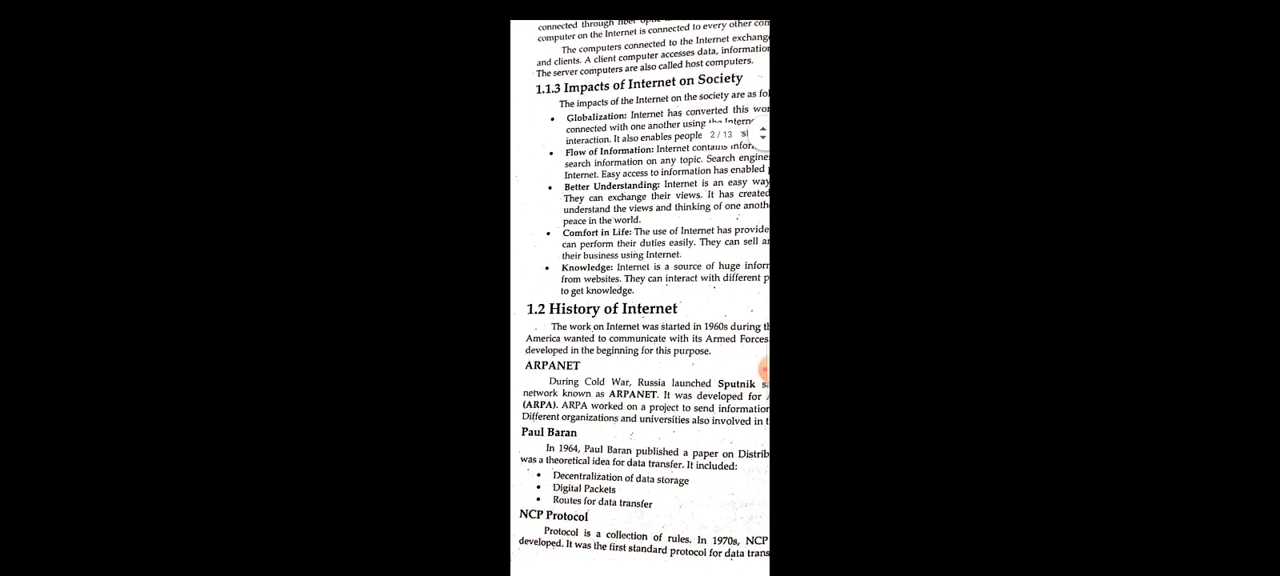 connected through fiber optic
computer on the Internet is connected to every other con
The computers connected to the Internet exchang
and clients. A client computer accesses data, information
The server computers are also called host computers.
1.1.3 Impacts of Internet on Society
The impacts of the Internet on the society are as fol
• Globalization: Internet has converted this wor
connected with one another using the Intern
interaction. It also enables people
2 / 13
• Flow of Information: Internet contains infor
search information on any topic. Search engine
Internet. Easy access to information has enabled
• Better Understanding: Internet is an easy way
They can exchange their views. It has created
understand the views and thinking of one anoth
peace in the world.
• Comfort in Life: The use of Internet has provide
can perform their duties easily. They can sell a
their business using Internet.
• Knowledge: Internet is a source of huge inform
from websites. They can interact with different p
to get knowledge.
1.2 History of Internet
The work on Internet was started in 1960s during th
America wanted to communicate with its Armed Forces
developed in the beginning for this purpose.
ARPANET
During Cold War, Russia launched Sputnik s
network known as ARPANET. It was developed for A
(ARPA). ARPA worked on a project to send information
Different organizations and universities also involved in t
Paul Baran
In 1964, Paul Baran published a paper on Distrib
was a theoretical idea for data transfer. It included:
• Decentralization of data storage
• Digital Packets
• Routes for data transfer
NCP Protocol
Protocol is a collection of rules. In 1970s, NCP
developed. It was the first standard protocol for data trans